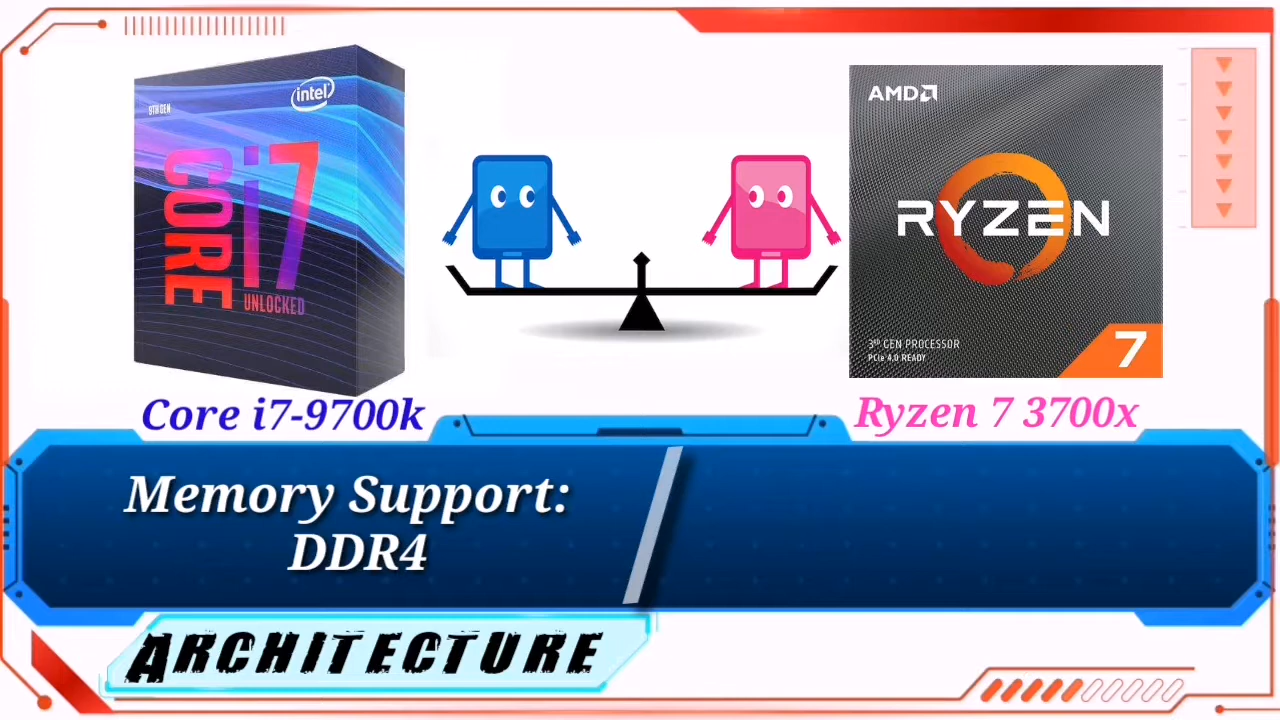 9TH GEN
intel
CORE
i7
UNLOCKED
AMD
RYZEN
3RD GEN PROCESSOR
PCIe 4.0 READY
7
Core i7-9700k
Ryzen 7 3700x
Memory Support:
DDR4
ARCHITECTURE